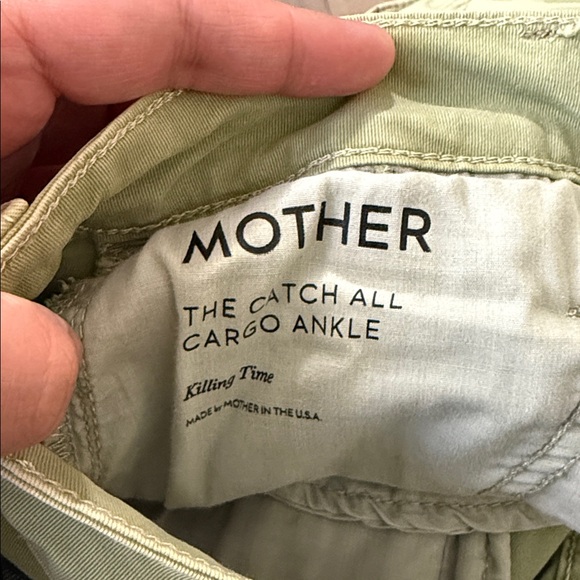 MOTHER
THE CATCH ALL
CARGO ANKLE
Killing Time
MADE by MOTHER IN THE U.S.A.